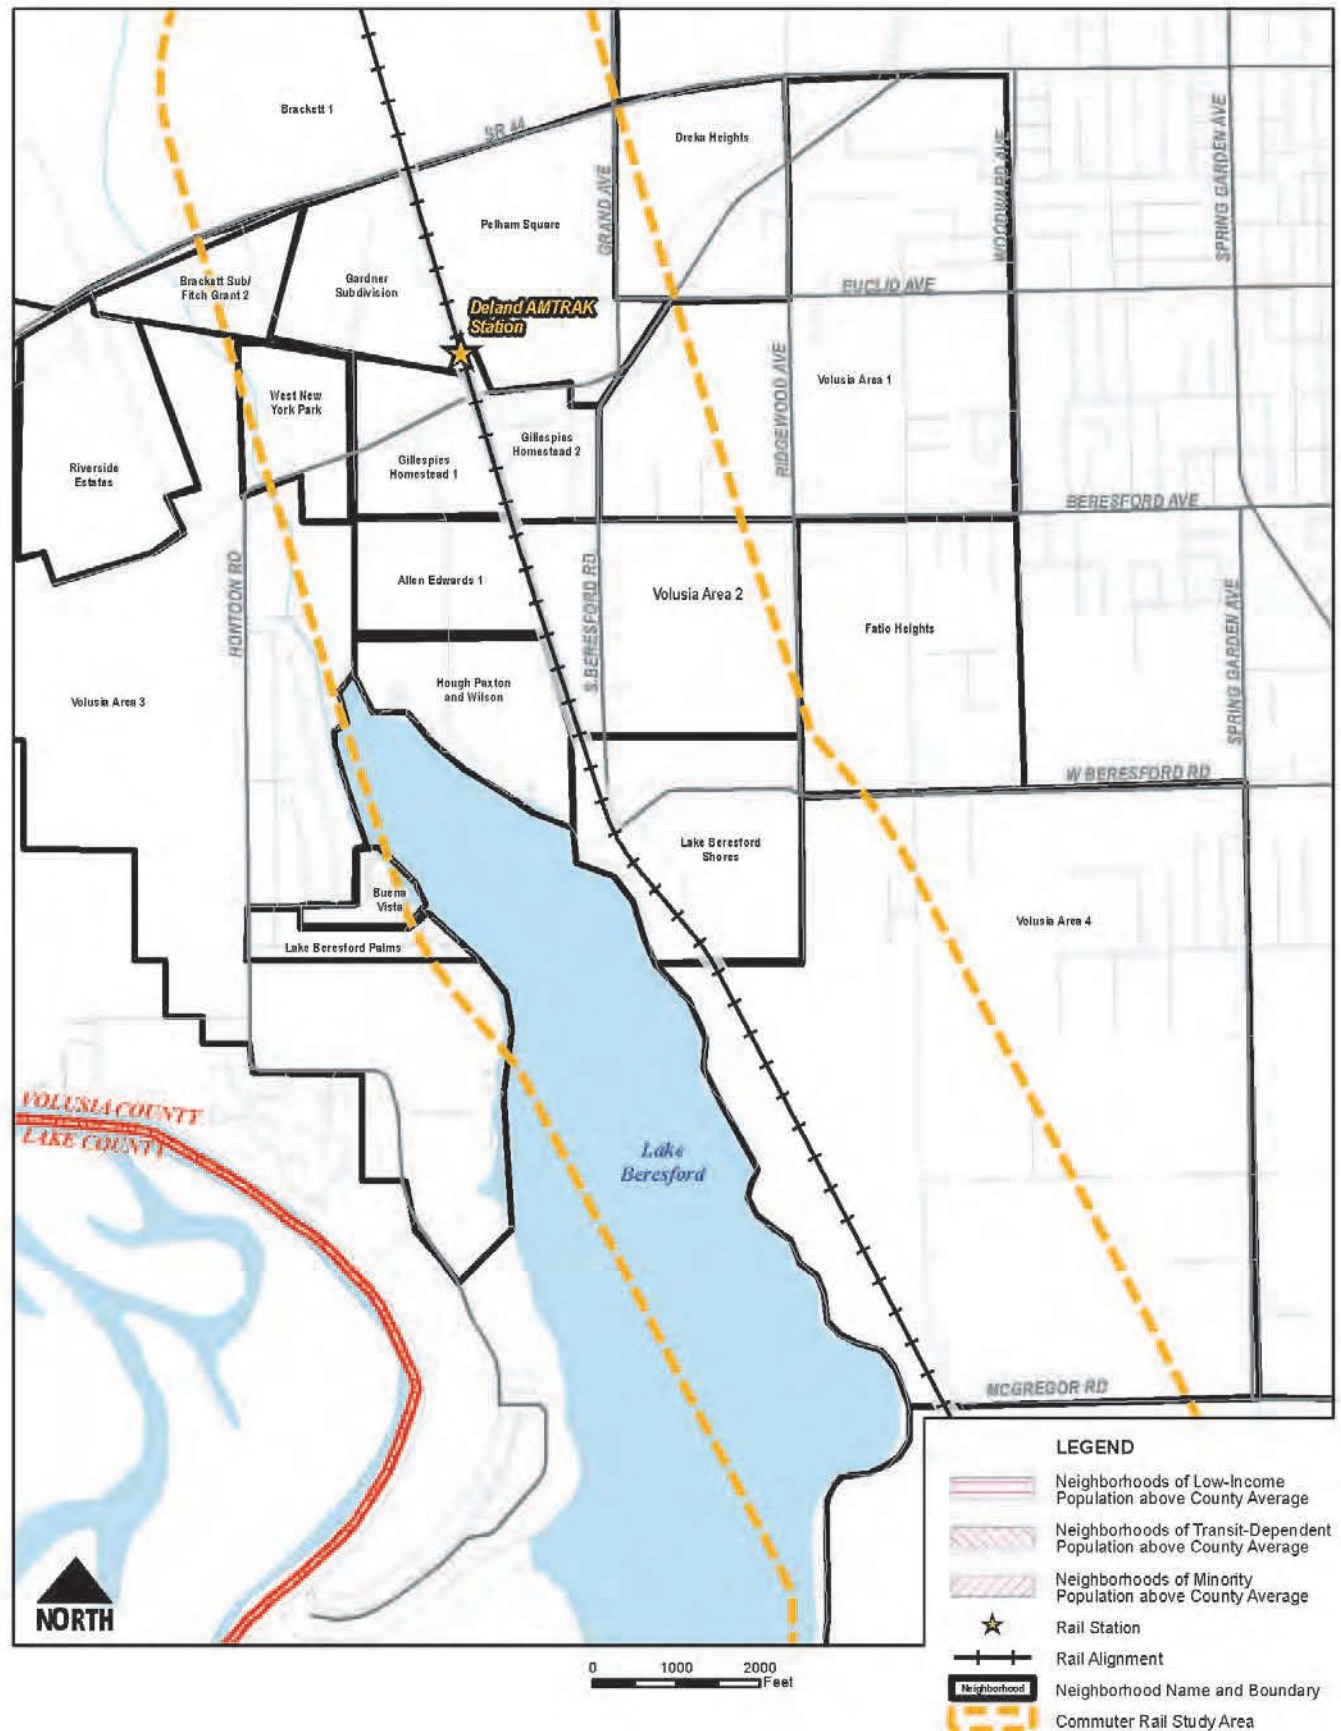 Brackett 1
SR 44
Dreka Heights
GRAND AVE
WOODWARD AVE
SPRING GARDEN AVE
Pelham Square
Brackett Sub/
Fitch Grant 2
Gardner
Subdivision
EUCLID AVE
Deland AMTRAK
Station
RIDGEWOOD AVE
Volusia Area 1
West New
York Park
Riverside
Estates
Gillespies
Homestead 1
Gillespies
Homestead 2
BERESFORD AVE
HONTOON RD
Allen Edwards 1
S.BERESFORD RD
Volusia Area 2
Fatio Heights
SPRING GARDEN AVE
Volusia Area 3
Hough Paxton
and Wilson
W BERESFORD RD
Lake Beresford
Shores
Buena
Vista
Volusia Area 4
Lake Beresford Palms
VOLUSIA COUNTY
LAKE COUNTY
Lake
Beresford
MCGREGOR RD
LEGEND
Neighborhoods of Low-Income
Population above County Average
Neighborhoods of Transit-Dependent
Population above County Average
Neighborhoods of Minority
Population above County Average
Rail Station
Rail Alignment
Neighborhood
Neighborhood Name and Boundary
Commuter Rail Study Area
NORTH
0 1000 2000
Feet